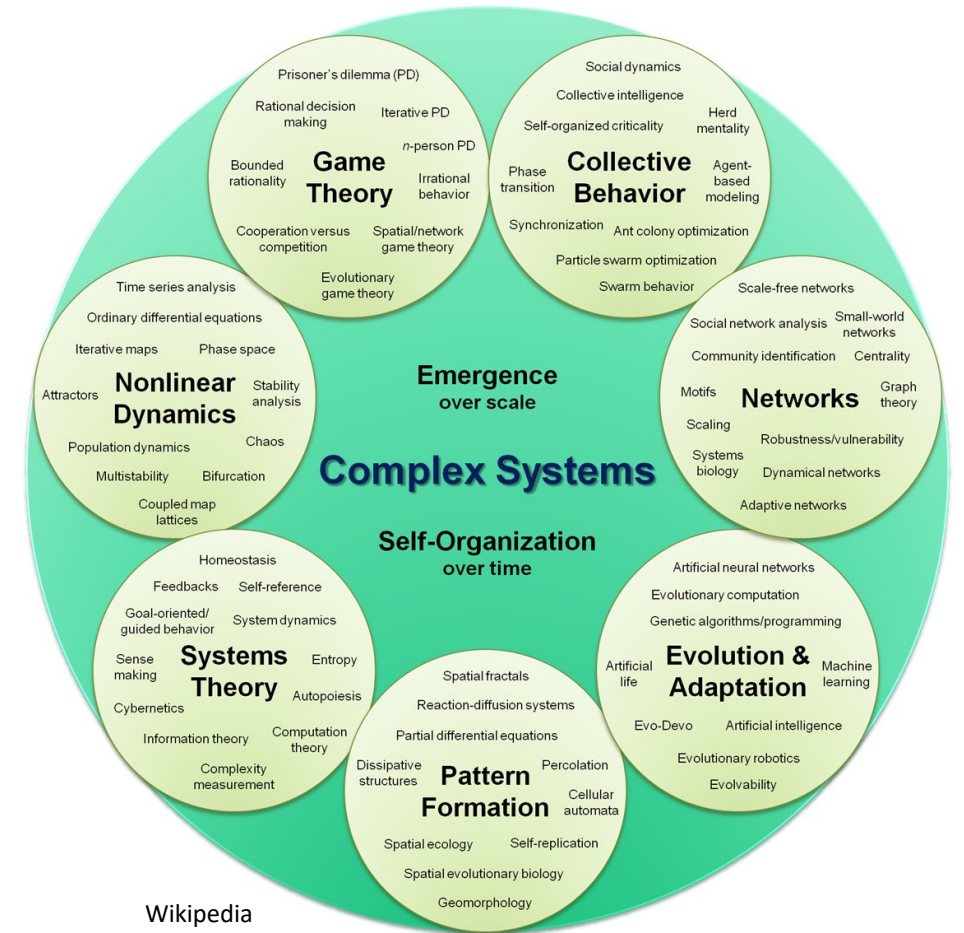 Prisoner's dilemma (PD)
Rational decision
making
Iterative PD
n-person PD
Bounded
rationality
Game
Theory
Irrational
behavior
Cooperation versus
competition
Spatial/network
game theory
Evolutionary
game theory
Social dynamics
Collective intelligence
Herd
mentality
Self-organized criticality
Phase
transition
Collective
Behavior
Agent-
based
modeling
Synchronization
Ant colony optimization
Particle swarm optimization
Swarm behavior
Time series analysis
Ordinary differential equations
Iterative maps
Phase space
Attractors
Nonlinear
Dynamics
Stability
analysis
Population dynamics
Chaos
Multistability
Bifurcation
Coupled map
lattices
Emergence
over scale
Complex Systems
Self-Organization
over time
Scale-free networks
Social network analysis
Small-world
networks
Community identification
Centrality
Motifs
Networks
Graph
theory
Scaling
Robustness/vulnerability
Systems
biology
Dynamical networks
Adaptive networks
Homeostasis
Feedbacks
Self-reference
Goal-oriented/
guided behavior
System dynamics
Sense
making
Systems
Theory
Entropy
Autopoiesis
Cybernetics
Information theory
Computation
theory
Complexity
measurement
Spatial fractals
Reaction-diffusion systems
Partial differential equations
Dissipative
structures
Pattern
Formation
Percolation
Cellular
automata
Spatial ecology
Self-replication
Spatial evolutionary biology
Geomorphology
Artificial neural networks
Evolutionary computation
Genetic algorithms/programming
Artificial
life
Evolution &
Adaptation
Machine
learning
Evo-Devo
Artificial intelligence
Evolutionary robotics
Evolvability
Wikipedia